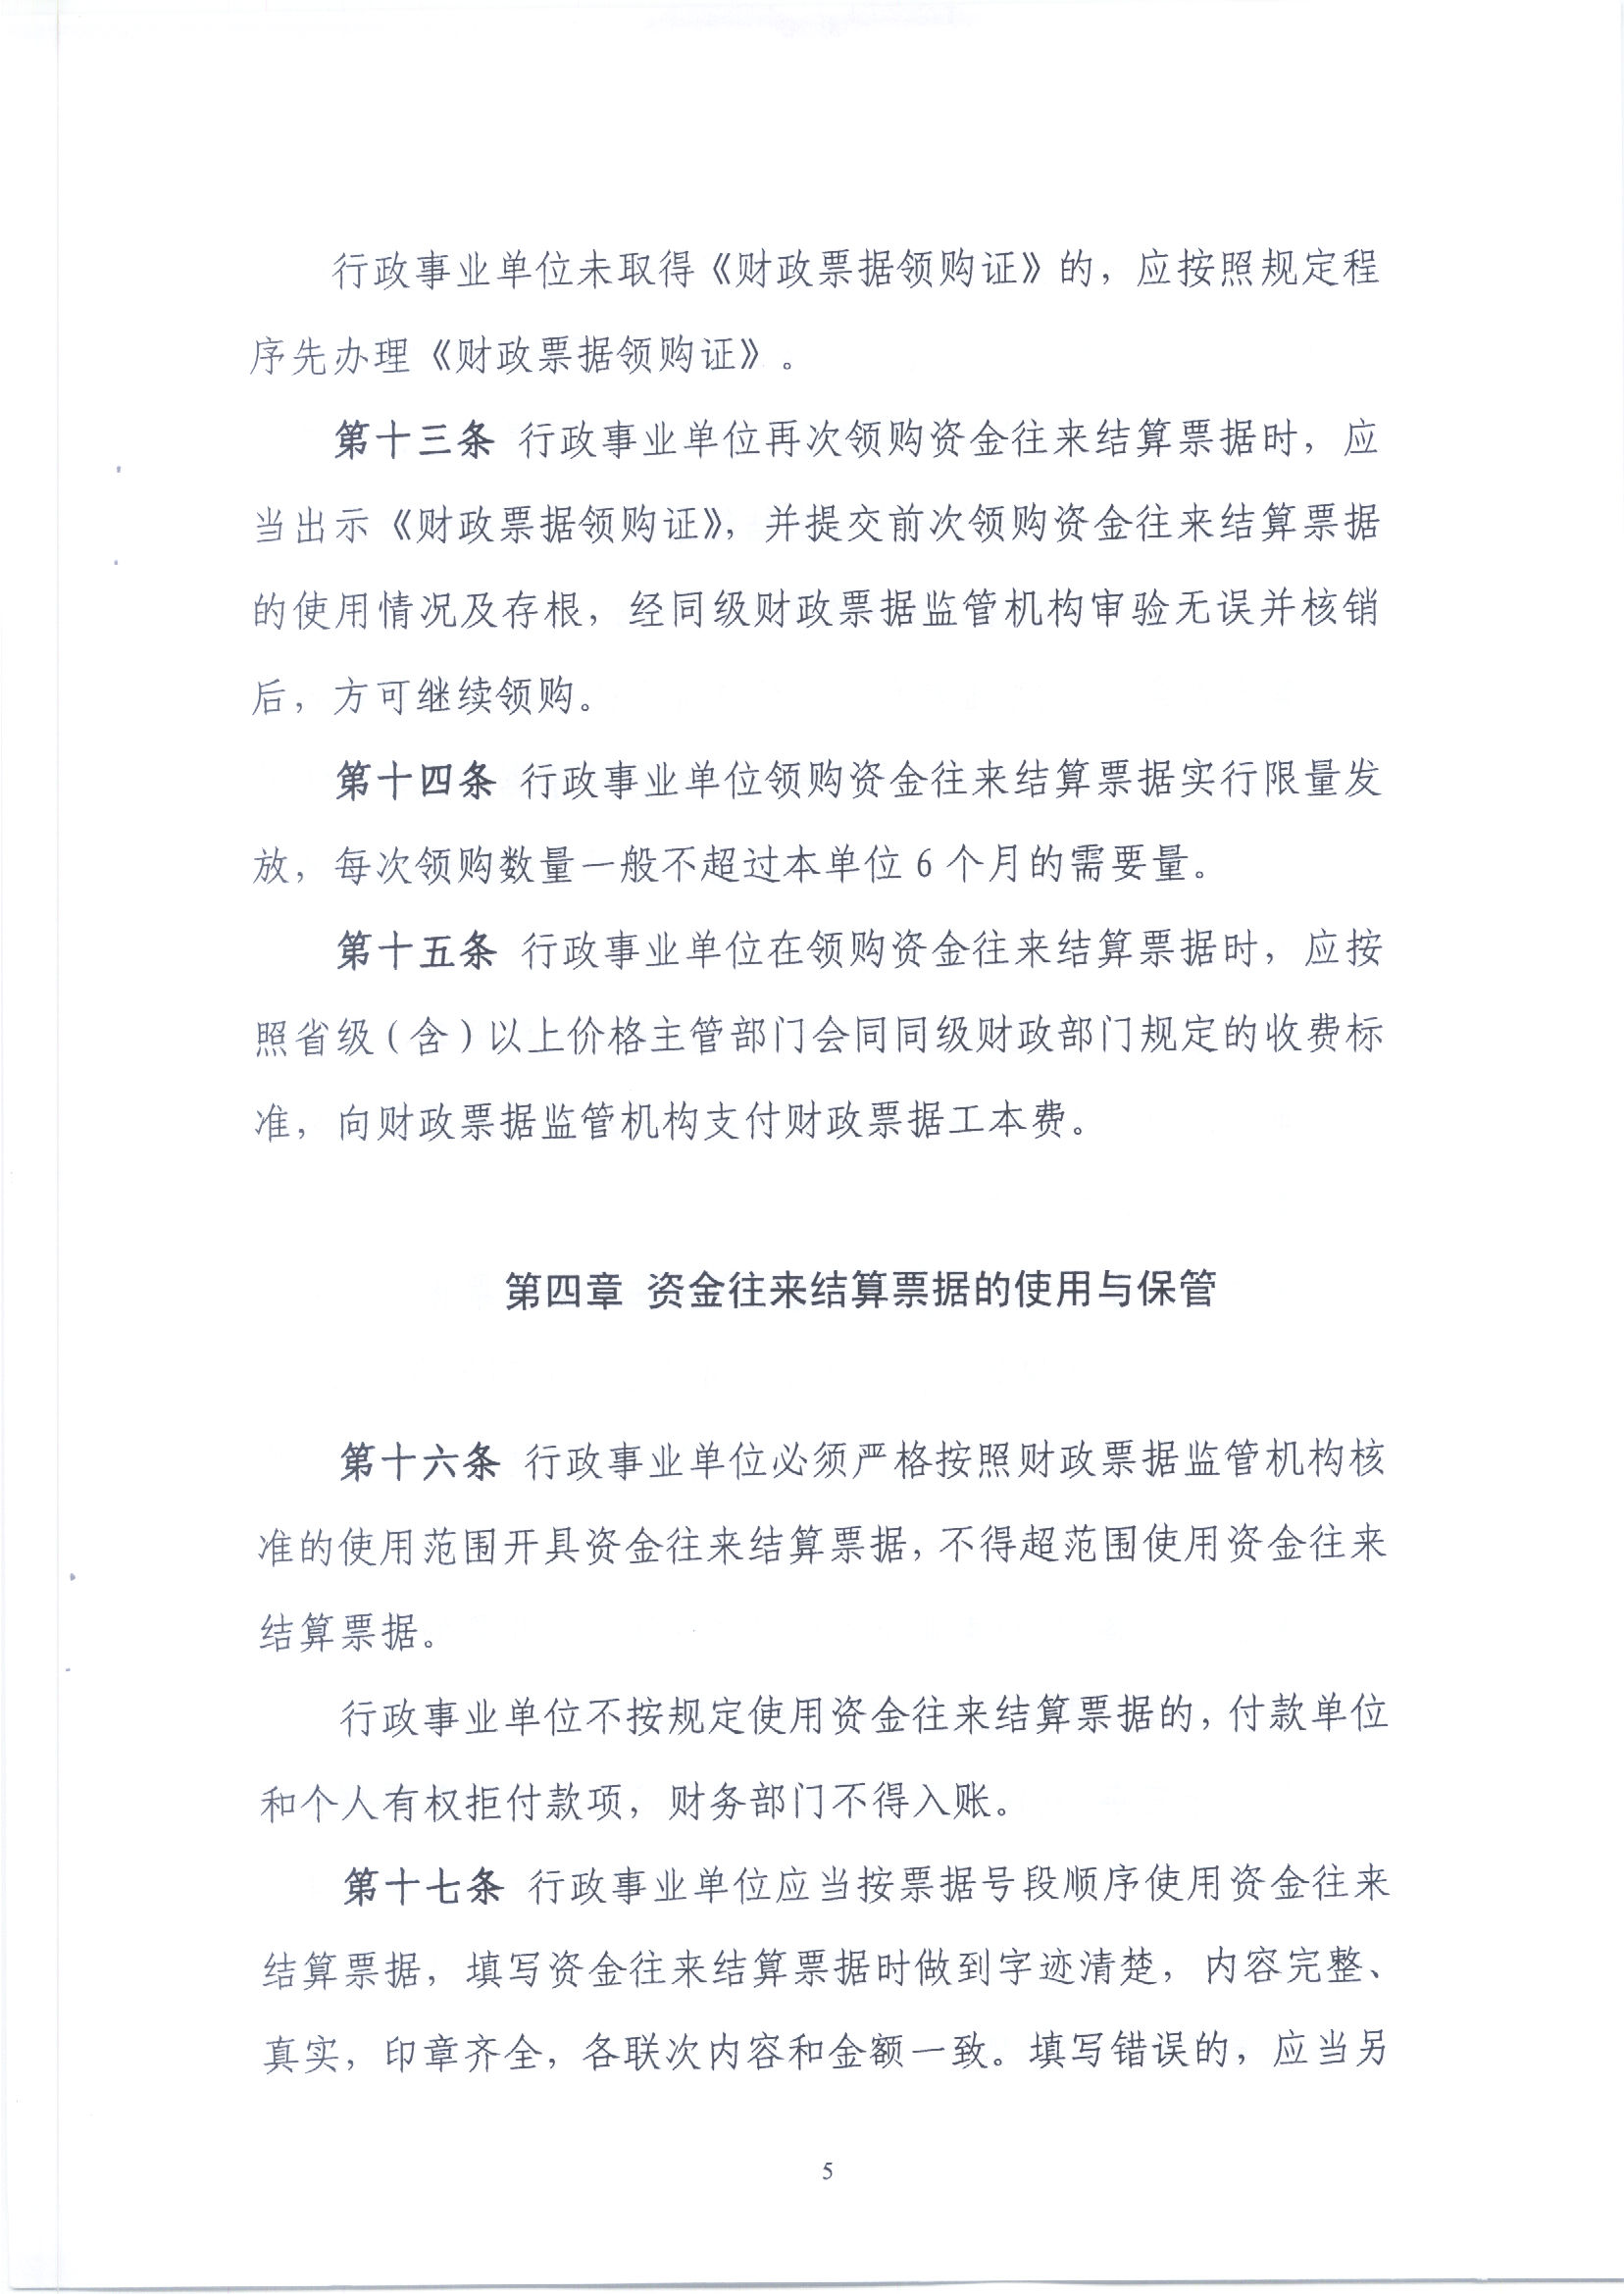 行政事业单位未取得《财政票据领购证》的，应按照规定程
序先办理《财政票据领购证》。
第十三条 行政事业单位再次领购资金往来结算票据时，应
当出示《财政票据领购证》，并提交前次领购资金往来结算票据
的使用情况及存根，经同级财政票据监管机构审验无误并核销
后，方可继续领购。
第十四条 行政事业单位领购资金往来结算票据实行限量发
放，每次领购数量一般不超过本单位 6 个月的需要量。
第十五条 行政事业单位在领购资金往来结算票据时，应按
照省级（含）以上价格主管部门会同同级财政部门规定的收费标
准，向财政票据监管机构支付财政票据工本费。
第四章 资金往来结算票据的使用与保管
第十六条 行政事业单位必须严格按照财政票据监管机构核
准的使用范围开具资金往来结算票据，不得超范围使用资金往来
结算票据。
行政事业单位不按规定使用资金往来结算票据的，付款单位
和个人有权拒付款项，财务部门不得入账。
第十七条 行政事业单位应当按票据号段顺序使用资金往来
结算票据，填写资金往来结算票据时做到字迹清楚，内容完整、
真实，印章齐全，各联次内容和金额一致。填写错误的，应当另
5